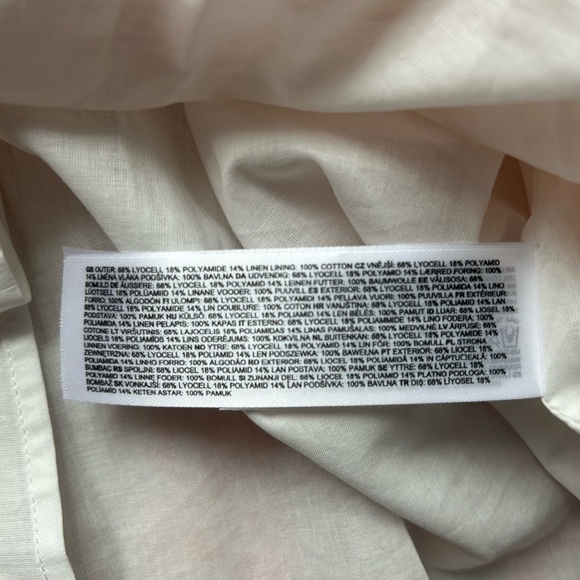 GB OUTER: 68% LYOCELL 18% POLYAMIDE 14% LINEN LINING: 100% COTTON CZ VNĚJŠÍ: 68% LYOCELL 18% POLYAMID
14% LNĚNÁ VLÁKA PODŠÍVKA: 100% BAVLNA DA UDVENDIG: 68% LYOCELL 18% POLYAMID 14% LÆRRED FORING: 100%
BOMULD DE ÄUSSERE: 68% LYOCELL 18% POLYAMID 14% LEINEN FUTTER: 100% BAUMWOLLE EE VÄLISOSA: 68%
LÜOTSELL 18% POLÜAMIID 14% LINANE VOODER: 100% PUUVILL ES EXTERIOR: 68% LYOCELL 18% POLIAMIDA 14% LINO
FORRO: 100% ALGODÓN FI ULOMPI: 68% LYOCELL 18% POLYAMIDI 14% PELLAVA VUORI: 100% PUUVILLA FR EXTÉRIEUR:
68% LYOCELL 18% POLYAMIDE 14% LIN DOUBLURE: 100% COTON HR VANJŠTINA: 68% LYOCELL 18% POLIAMID 14% LAN
PODSTAVA: 100% PAMUK HU KÜLSŐ: 68% LYOCELL 18% POLIAMID 14% LEN BÉLÉS: 100% PAMUT ID LUAR: 68% LIOSEL 18%
POLIAMIDA 14% LINEN PELAPIS: 100% KAPAS IT ESTERNO: 68% LYOCELL 18% POLIAMMIDE 14% LINO FODERA: 100%
COTONE LT VIRŠUTINIS: 68% LIOCELIS 18% POLIAMIDAS 14% LINAS PAMUŠALAS: 100% MEDVILNĖ LV ĀRPUSE: 68%
LIOCELS 18% POLIAMĪDS 14% LINS ODERĒJUMS: 100% KOKVILNA NL BUITENKAN: 68% LYOCELL 18% POLYAMIDE 14%
LINNENVOERING: 100% KATOEN NO YTRE: 68% LYOCELL 18% POLYAMID 14% LIN FÔR: 100% BOMULL PL STRONA
ZEWNĘTRZNA: 68% LYOCELL 18% POLIAMID 14% LEN PODSZEWKA: 100% BAWEŁNA PT EXTERIOR: 68% LIOCEL 18%
POLIAMIDA 14% LINHO FORRO: 100% ALGODÃO RO EXTERIOR: 68% LIOCEL 18% POLIAMIDĂ 14% IN CĂPTUCEALĂ: 100%
BUMBAC RS SPOLJNI: 68% LIOCEL 18% POLIAMID 14% LAN POSTAVA: 100% PAMUK SE YTTRE: 68% LYOCELL 18%
POLYAMID 14% LINNE FODER: 100% BOMULL SI ZUNANJI DEL: 68% LIOCEL 18% POLIAMID 14% PLATNO PODLOGA: 100%
BOMBAŽ SK VONKAJŠÍ: 68% LYOCELL 18% POLYAMID 14% LAN PODŠÍVKA: 100% BAVLNA TR DIŞ: 68% LİYOSEL 18%
POLİAMİD 14% KETEN ASTAR: 100% PAMUK